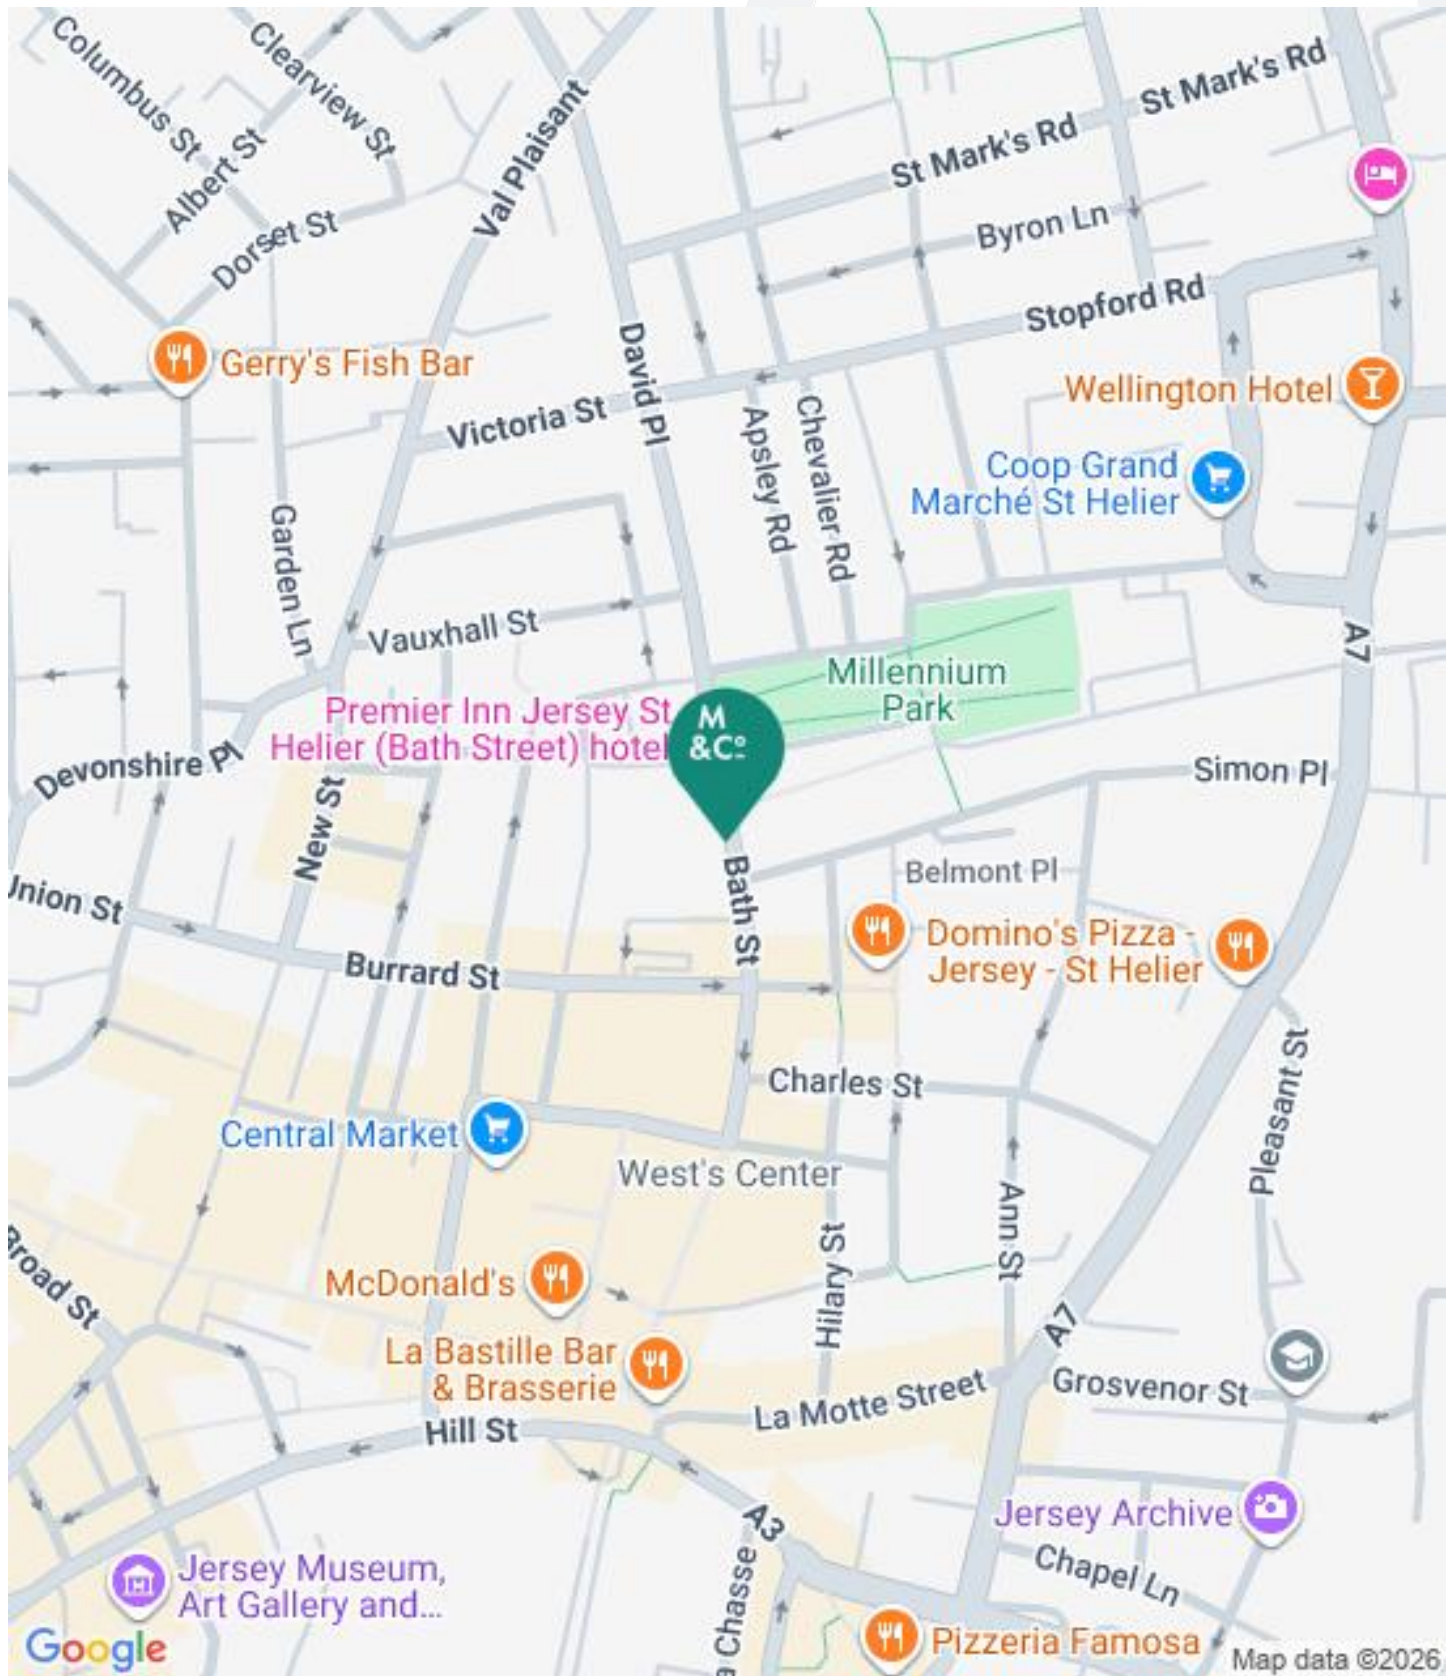 Columbus St
Clearview St
Albert St
Dorset St
Val Plaisant
St Mark's Rd
St Mark's Rd
Byron Ln
Stopford Rd
David Pl
Gerry's Fish Bar
Wellington Hotel
Victoria St
Apsley Rd
Chevalier Rd
Coop Grand
Marché St Helier
Garden Ln
Vauxhall St
A7
Millennium
Park
Premier Inn Jersey St
Helier (Bath Street) hotel
M
&Cº
Devonshire Pl
Simon Pl
New St
Bath St
Belmont Pl
Union St
Domino's Pizza -
Jersey - St Helier
Burrard St
Charles St
Pleasant St
Central Market
West's Center
Ann St
Hilary St
Broad St
McDonald's
La Bastille Bar
& Brasserie
A7
La Motte Street
Grosvenor St
Hill St
Jersey Archive
A3
Chapel Ln
Jersey Museum,
Art Gallery and...
Chasse
Pizzeria Famosa
Google
Map data ©2026